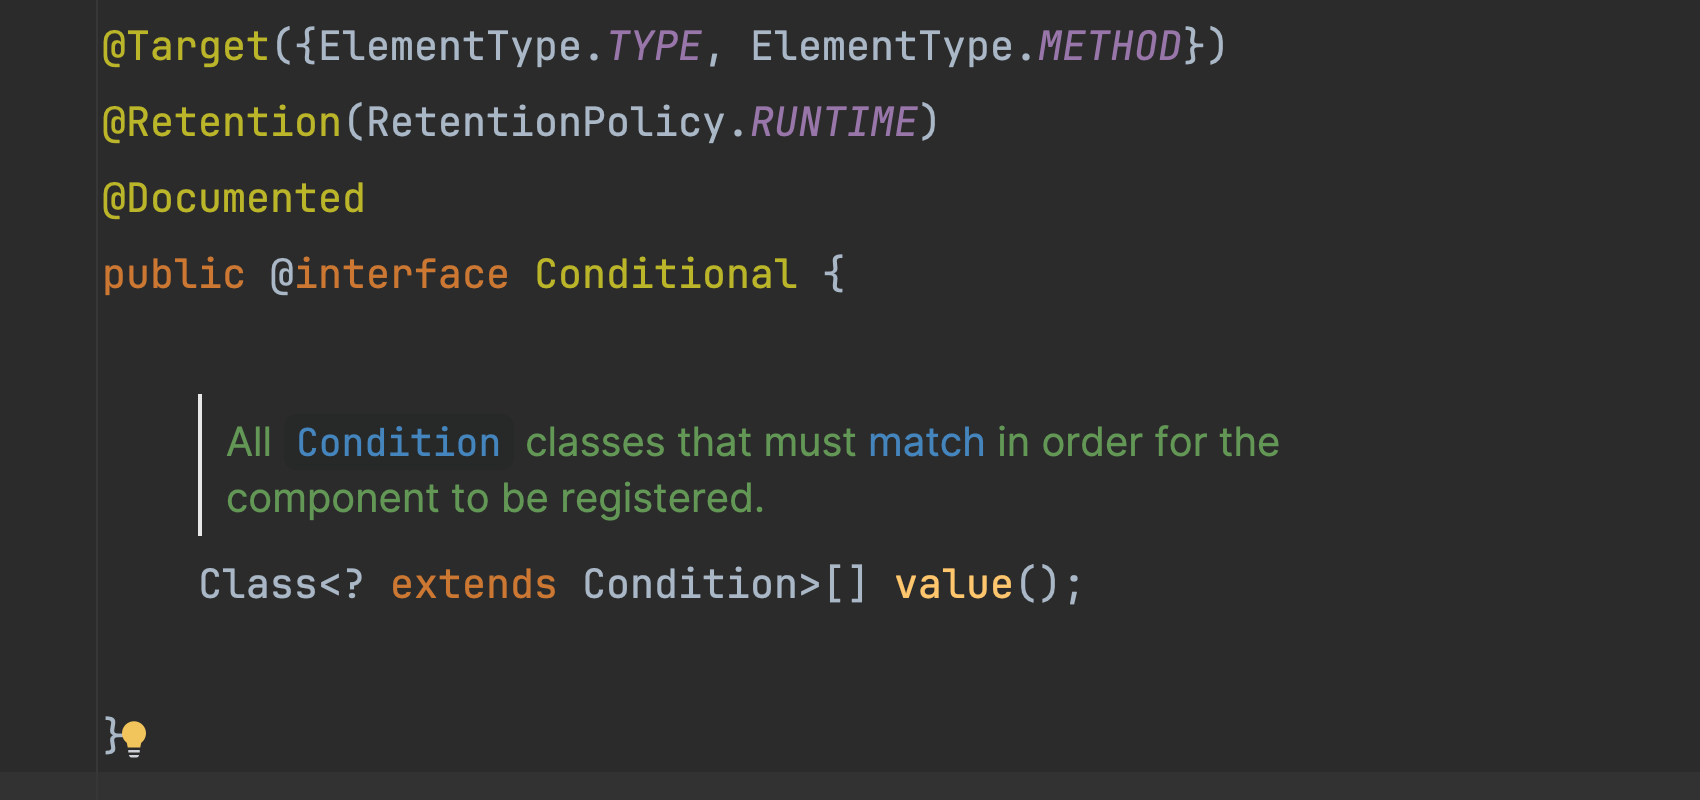 @Target({ElementType.TYPE, ElementType.METHOD})
@Retention(RetentionPolicy.RUNTIME)
@Documented
public @interface Conditional {
All Condition classes that must match in order for the
component to be registered.
Class<? extends Condition>[] value();
}